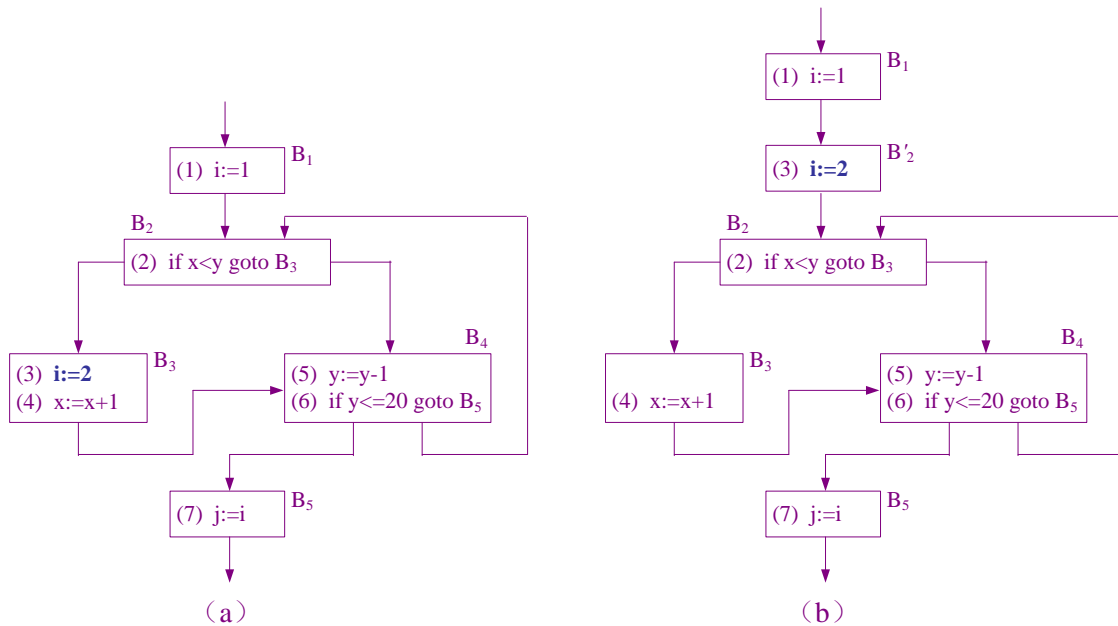 B1
(1) i:=1
B2
(2) if x<y goto B3
B3
(3) i:=2
(4) x:=x+1
B4
(5) y:=y-1
(6) if y<=20 goto B5
B5
(7) j:=i
（a）
B1
(1) i:=1
B′2
(3) i:=2
B2
(2) if x<y goto B3
B3
(4) x:=x+1
B4
(5) y:=y-1
(6) if y<=20 goto B5
B5
(7) j:=i
（b）